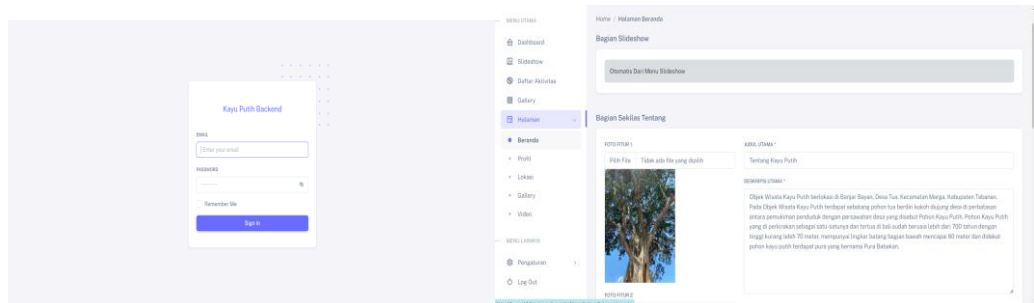 Kayu Putih Backend
EMAIL
Enter your email
PASSWORD
Remember Me
Sign in
MENU UTAMA
Dashboard
Slideshow
Daftar Aktivitas
Gallery
Halaman
Beranda
Profil
Lokasi
Gallery
Video
MENU LAINNYA
Pengaturan
Log Out
Home / Halaman Beranda
Bagian Slideshow
Otomatis Dari Menu Slideshow
Bagian Sekilas Tentang
FOTO FITUR 1
Pilih File Tidak ada file yang dipilih
FOTO FITUR 2
JUDUL UTAMA *
Tentang Kayu Putih
DESKRIPSI UTAMA *
Objek Wisata Kayu Putih berlokasi di Banjar Bayan, Desa Tua, Kecamatan Marga, Kabupaten Tabanan.
Pada Objek Wisata Kayu Putih terdapat sebatang pohon tua berdiri kokoh diujung desa di perbatasan
antara pemukiman penduduk dengan persawahan desa yang disebut Pohon Kayu Putih. Pohon Kayu Putih
yang di perkirakan sebagai satu-satunya dan tertua di bali sudah berusia lebih dari 700 tahun dengan
tinggi kurang lebih 70 meter, mempunyai lingkar batang bagian bawah mencapai 60 meter dan didekat
pohon kayu putih terdapat pura yang bernama Pura Babakan.